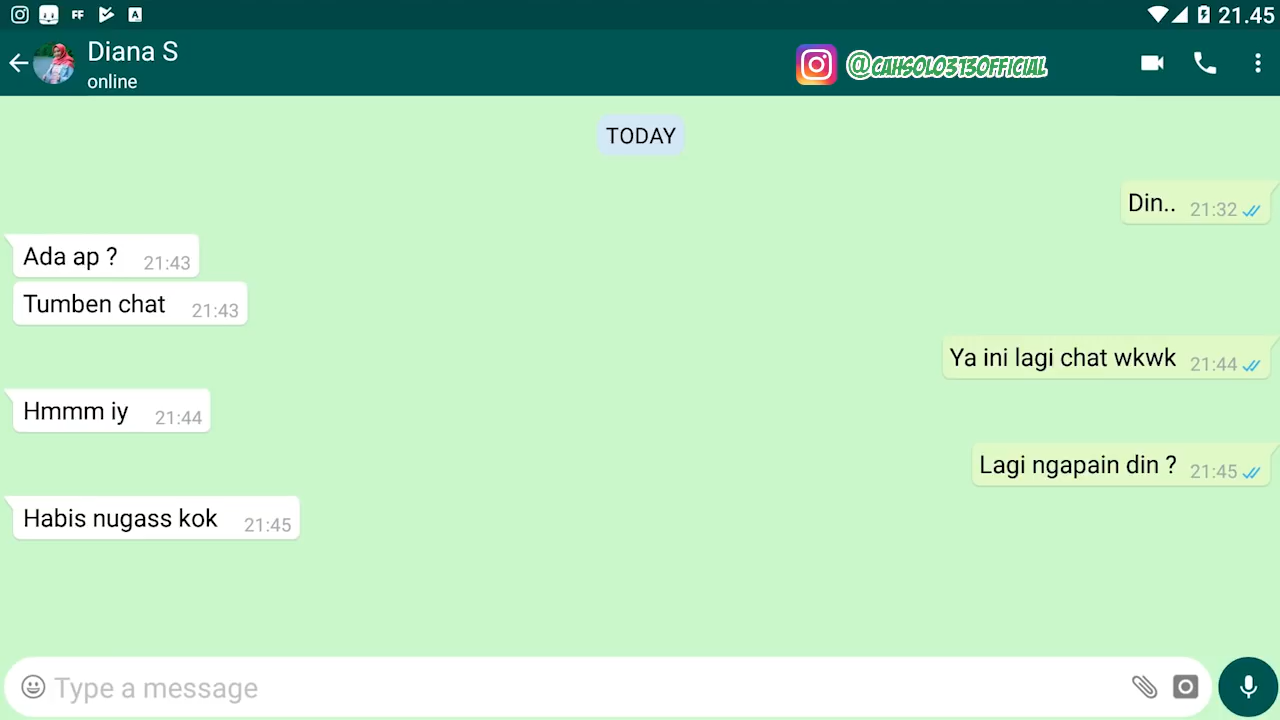 FF
A
21.45
Diana S
online
@CAHSOLO313OFFICIAL
TODAY
Din.. 21:32
Ada ap ? 21:43
Tumben chat 21:43
Ya ini lagi chat wkwk 21:44
Hmmm iy 21:44
Lagi ngapain din ? 21:45
Habis nugass kok 21:45
Type a message